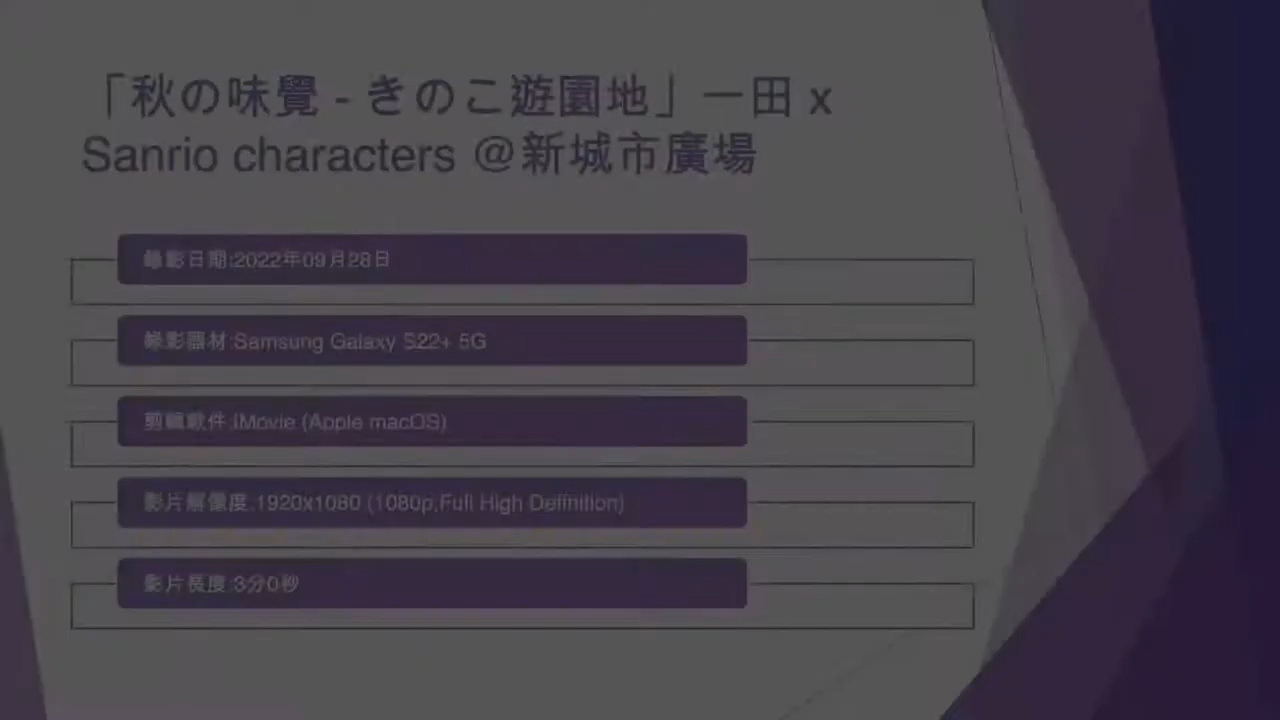 「秋の味覺 - きのこ遊園地」一田 x
Sanrio characters @新城市廣場
錄影日期:2022年09月28日
錄影器材:Samsung Galaxy S22+ 5G
剪輯軟件:iMovie (Apple macOS)
影片解像度:1920x1080 (1080p,Full High Definition)
影片長度:3分0秒